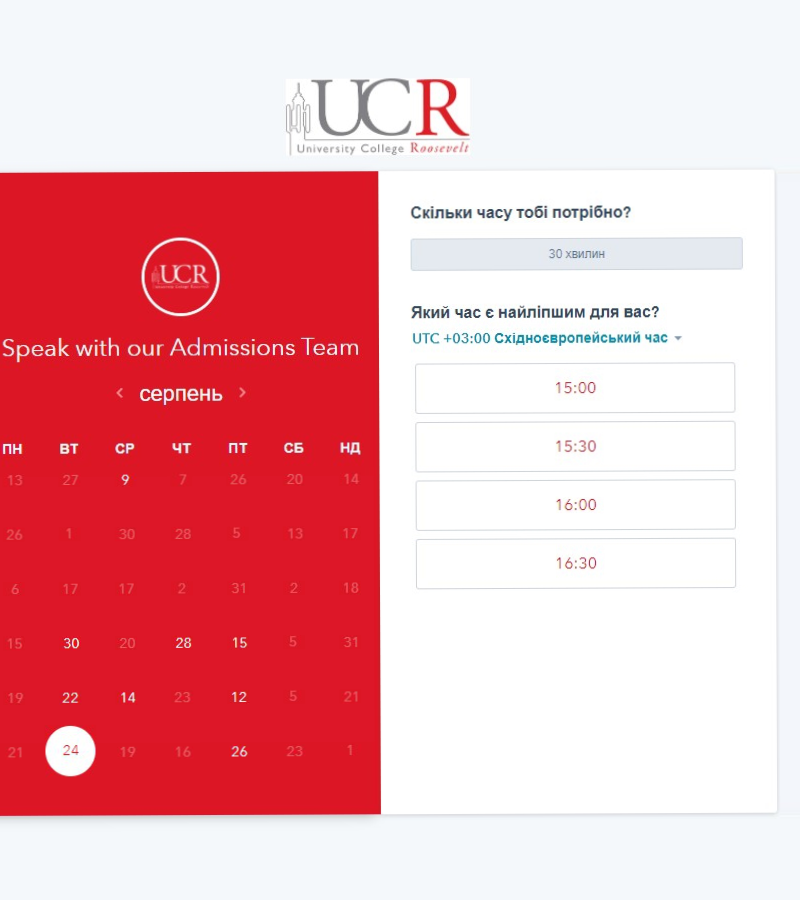 UCR
University College Roosevelt
UCR
Speak with our Admissions Team
серпень
ПН ВТ СР ЧТ ПТ СБ НД
13 27 9 7 26 20 14
26 1 30 28 5 13 17
6 17 17 2 31 2 18
15 30 20 28 15 5 31
19 22 14 23 12 5 21
21 24 19 16 26 23 1
Скільки часу тобі потрібно?
30 хвилин
Який час є найліпшим для вас?
UTC +03:00 Східноєвропейський час
15:00
15:30
16:00
16:30